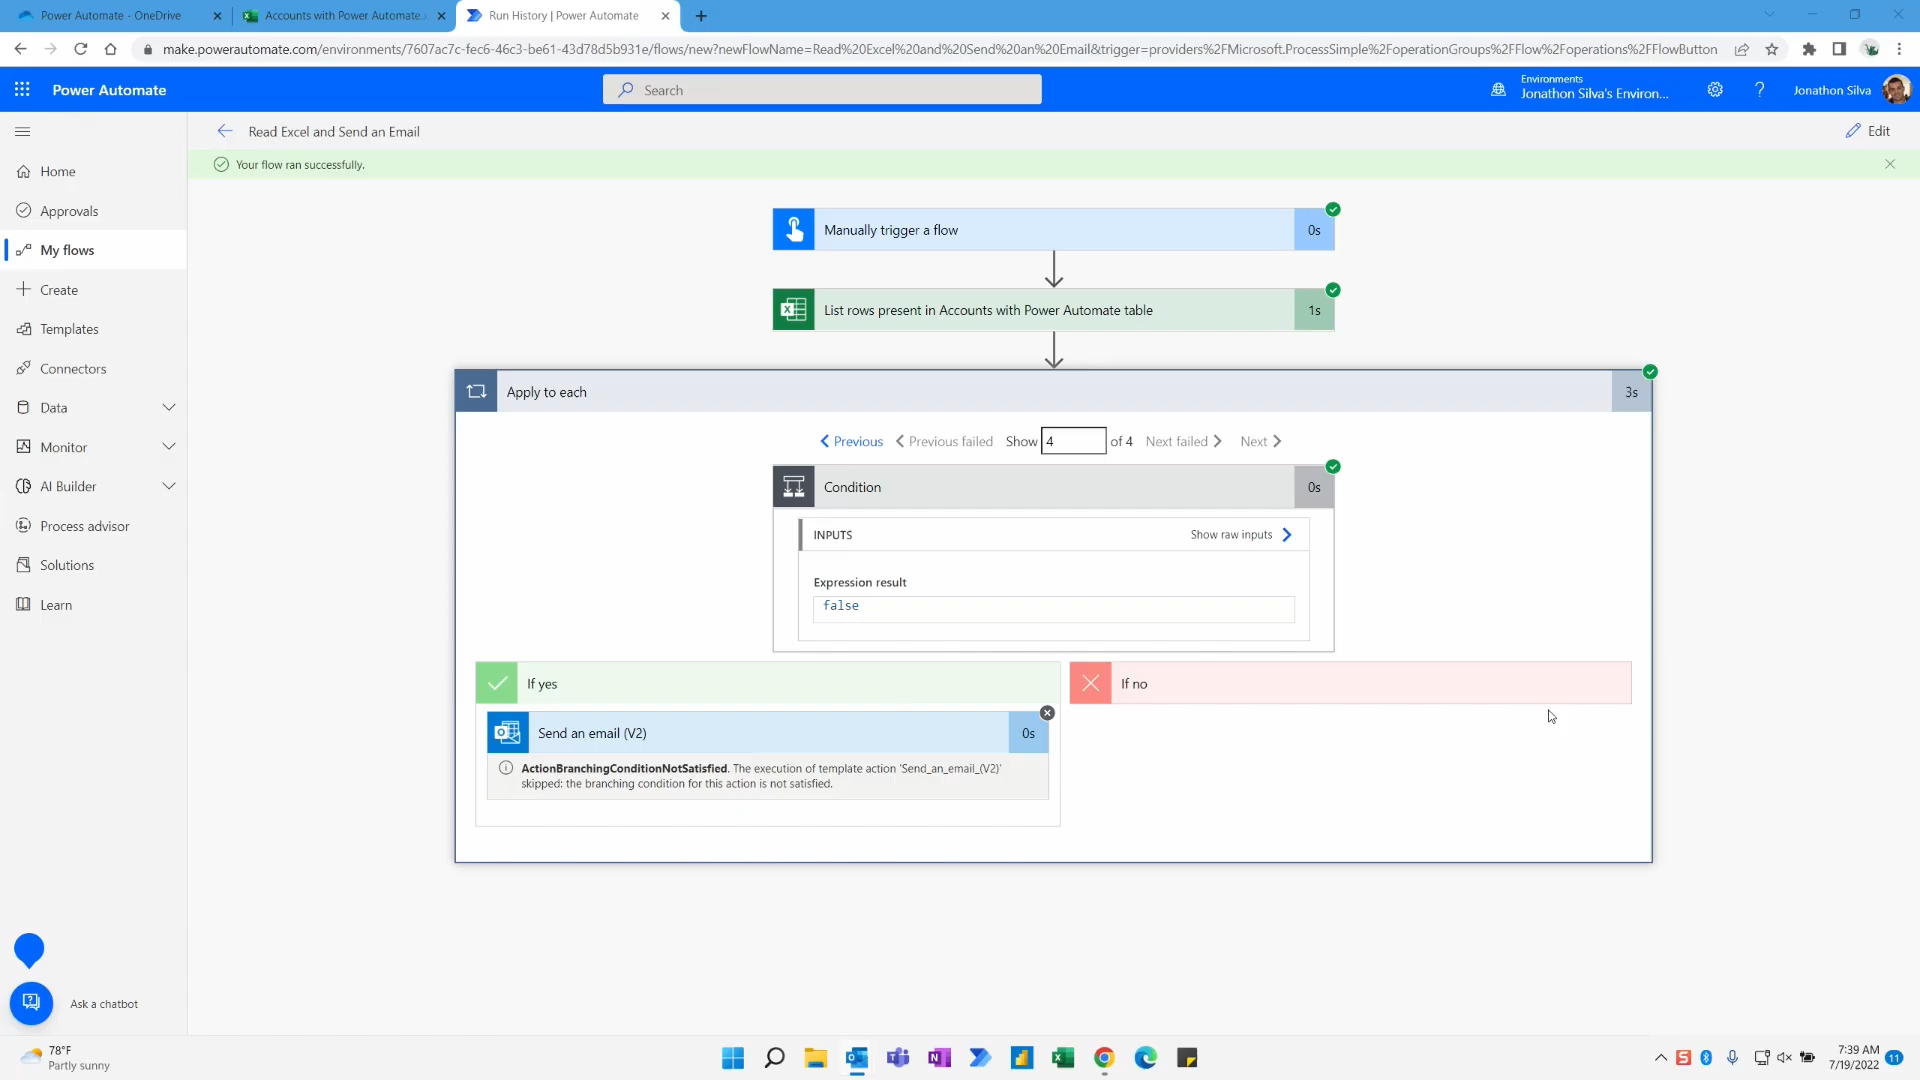 Power Automate - OneDrive
Accounts with Power Automate.
Run History | Power Automate
make.powerautomate.com/environments/7607ac7c-fec6-46c3-be61-43d78d5b931e/flows/new?newFlowName=Read%20Excel%20and%20Send%20an%20Email&trigger=providers%2FMicrosoft.ProcessSimple%2FoperationGroups%2FFlow%2Foperations%2FFlowButton
Power Automate
Search
Environments
Jonathon Silva's Environ...
?
Jonathon Silva
Read Excel and Send an Email
Edit
Your flow ran successfully.
Home
Approvals
My flows
Create
Templates
Connectors
Data
Monitor
AI Builder
Process advisor
Solutions
Learn
Ask a chatbot
Manually trigger a flow
0s
List rows present in Accounts with Power Automate table
1s
Apply to each
3s
Previous
Previous failed
Show 4 of 4
Next failed
Next
Condition
0s
INPUTS
Show raw inputs
Expression result
false
If yes
If no
Send an email (V2)
0s
ActionBranchingConditionNotSatisfied. The execution of template action 'Send_an_email_(V2)'
skipped: the branching condition for this action is not satisfied.
78°F
Partly sunny
7:39 AM
7/19/2022
11